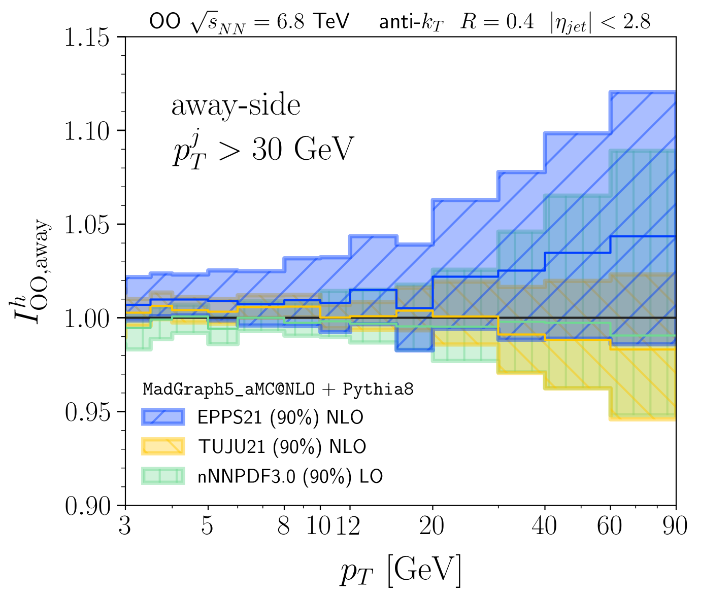 OO √s_NN = 6.8 TeV anti-k_T R = 0.4 |η_jet| < 2.8
1.15
1.10
1.05
1.00
0.95
0.90
I^h_OO,away
away-side
p_T^j > 30 GeV
MadGraph5_aMC@NLO + Pythia8
EPPS21 (90%) NLO
TUJU21 (90%) NLO
nNNPDF3.0 (90%) LO
3 5 8 10 12 20 40 60 90
p_T [GeV]